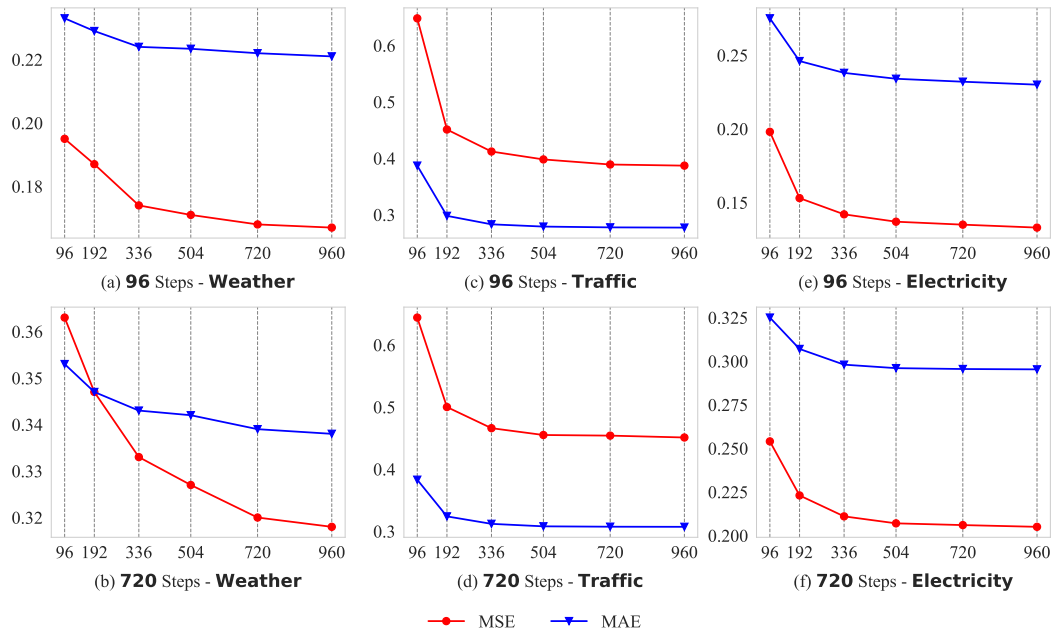 0.22
0.20
0.18
96 192 336 504 720 960
(a) 96 Steps - Weather
0.6
0.5
0.4
0.3
96 192 336 504 720 960
(c) 96 Steps - Traffic
0.25
0.20
0.15
96 192 336 504 720 960
(e) 96 Steps - Electricity
0.36
0.35
0.34
0.33
0.32
96 192 336 504 720 960
(b) 720 Steps - Weather
0.6
0.5
0.4
0.3
96 192 336 504 720 960
(d) 720 Steps - Traffic
0.325
0.300
0.275
0.250
0.225
0.200
96 192 336 504 720 960
(f) 720 Steps - Electricity
MSE MAE